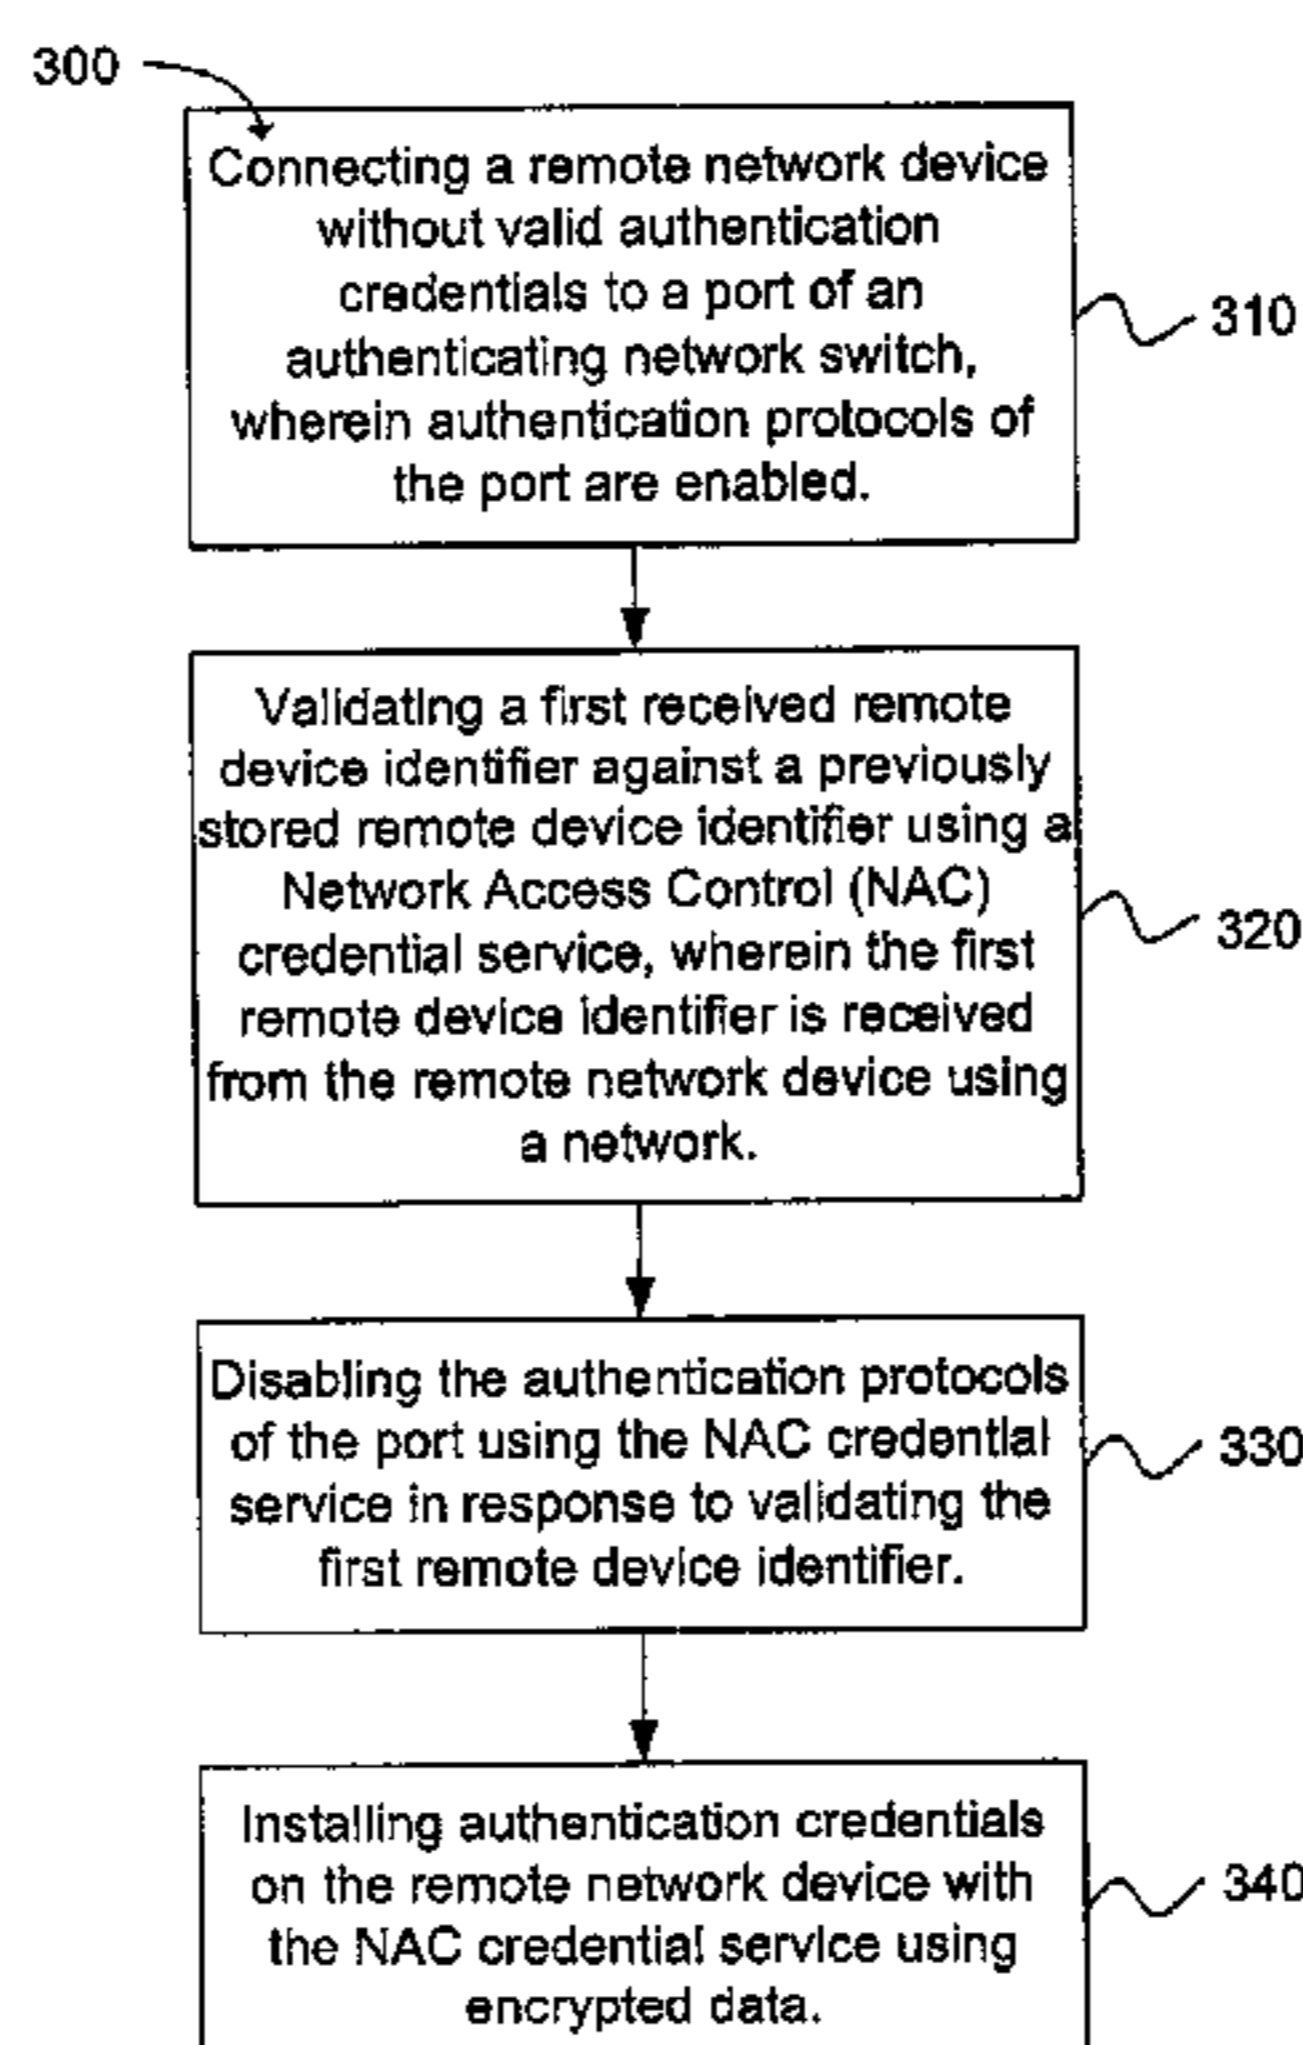 300
Connecting a remote network device
without valid authentication
credentials to a port of an
authenticating network switch,
wherein authentication protocols of
the port are enabled.
310
Validating a first received remote
device identifier against a previously
stored remote device identifier using a
Network Access Control (NAC)
credential service, wherein the first
remote device identifier is received
from the remote network device using
a network.
320
Disabling the authentication protocols
of the port using the NAC credential
service in response to validating the
first remote device identifier.
330
Installing authentication credentials
on the remote network device with
the NAC credential service using
encrypted data.
340